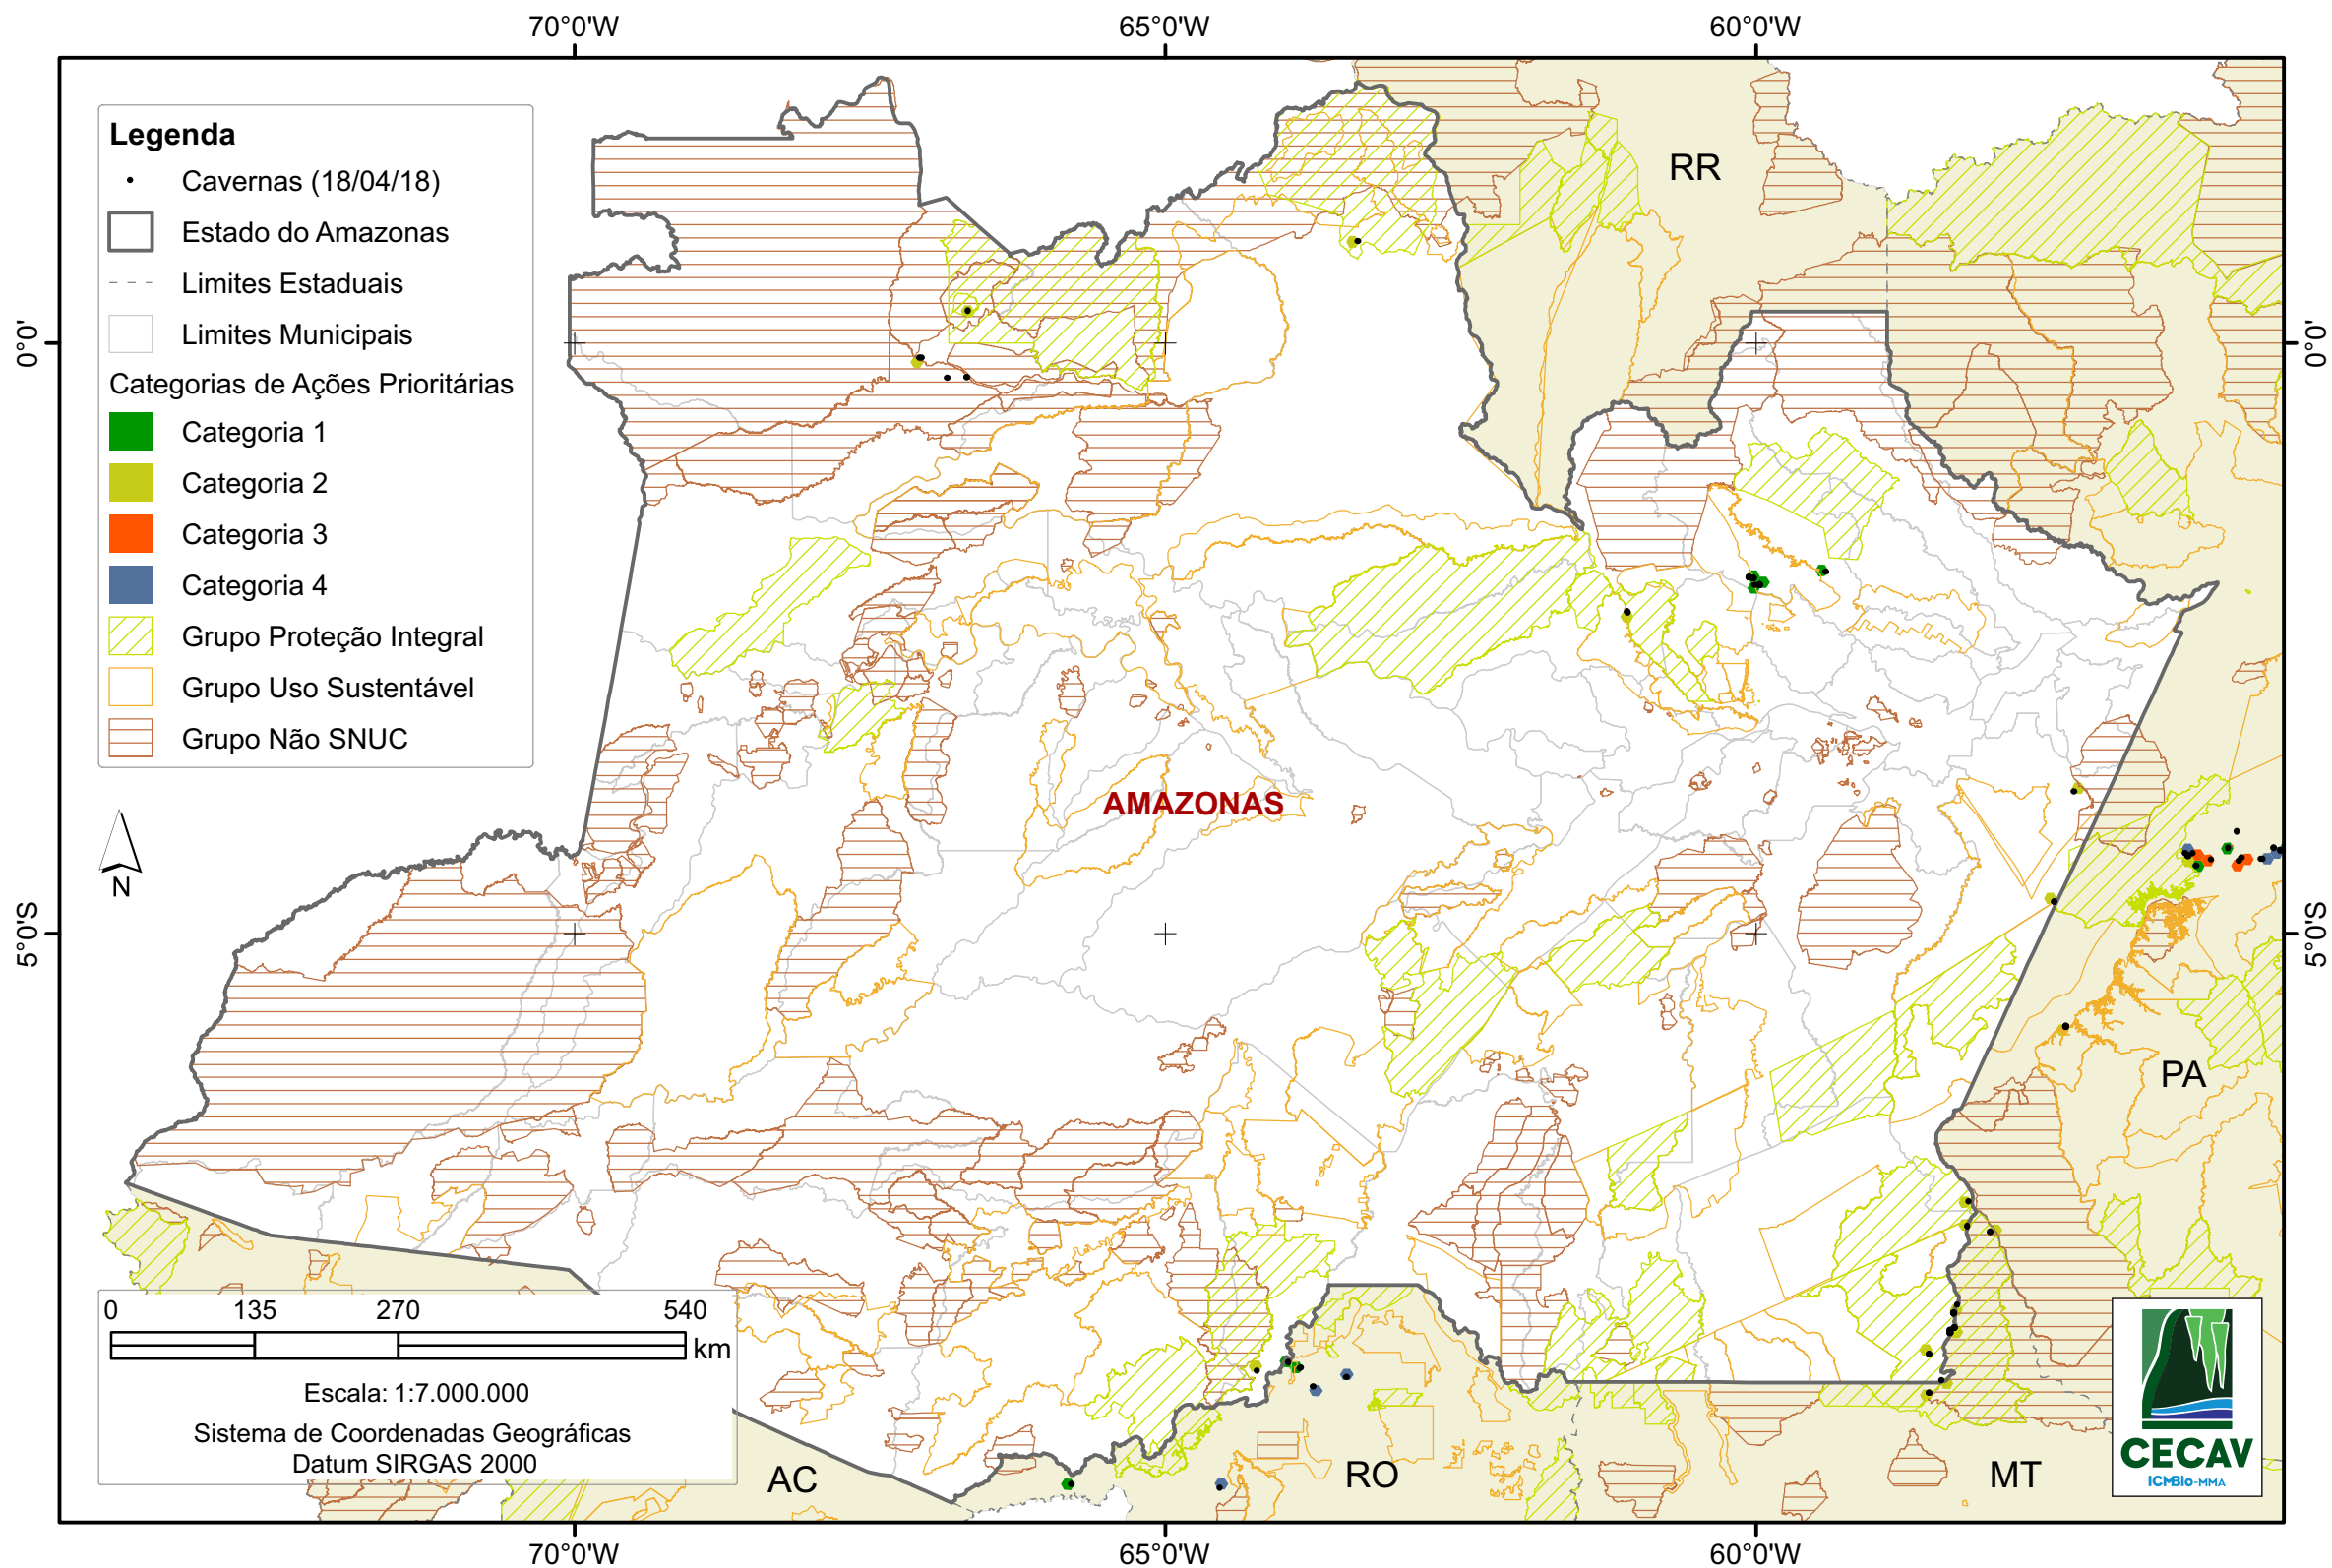 70°0'W
65°0'W
60°0'W
Legenda
Cavernas (18/04/18)
Estado do Amazonas
Limites Estaduais
Limites Municipais
Categorias de Ações Prioritárias
Categoria 1
Categoria 2
Categoria 3
Categoria 4
Grupo Proteção Integral
Grupo Uso Sustentável
Grupo Não SNUC
RR
0°0'
0°0'
AMAZONAS
N
5°0'S
5°0'S
PA
0 135 270 540
km
Escala: 1:7.000.000
Sistema de Coordenadas Geográficas
Datum SIRGAS 2000
AC
RO
MT
CECAV
ICMBio-MMA
70°0'W
65°0'W
60°0'W